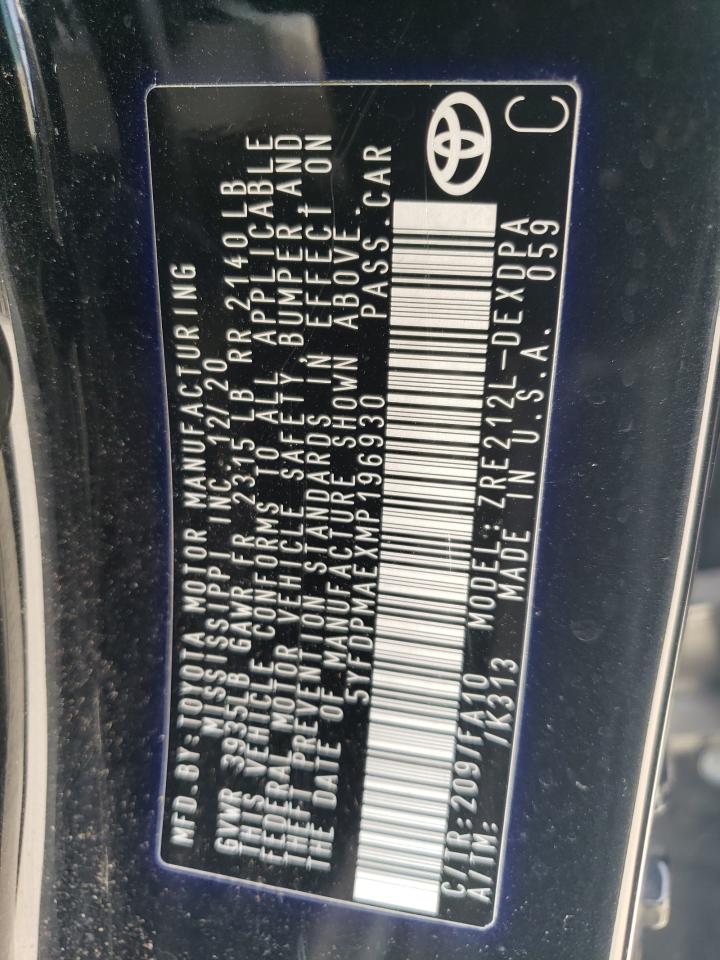 MFD.BY:TOYOTA MOTOR MANUFACTURING
MISSISSIPPI INC. 12/20
GVWR 3935LB GAWR FR 2315 LB RR 2140LB
THIS VEHICLE CONFORMS TO ALL APPLICABLE
FEDERAL MOTOR VEHICLE SAFETY, BUMPER, AND
THEFT PREVENTION STANDARDS IN EFFECT ON
THE DATE OF MANUFACTURE SHOWN ABOVE.
5YFDPMAEXMP196930 PASS.CAR
C/TR:209/FA10 MODEL:ZRE212L-DEXDPA
A/TM: /K313 MADE IN U.S.A. 059
C